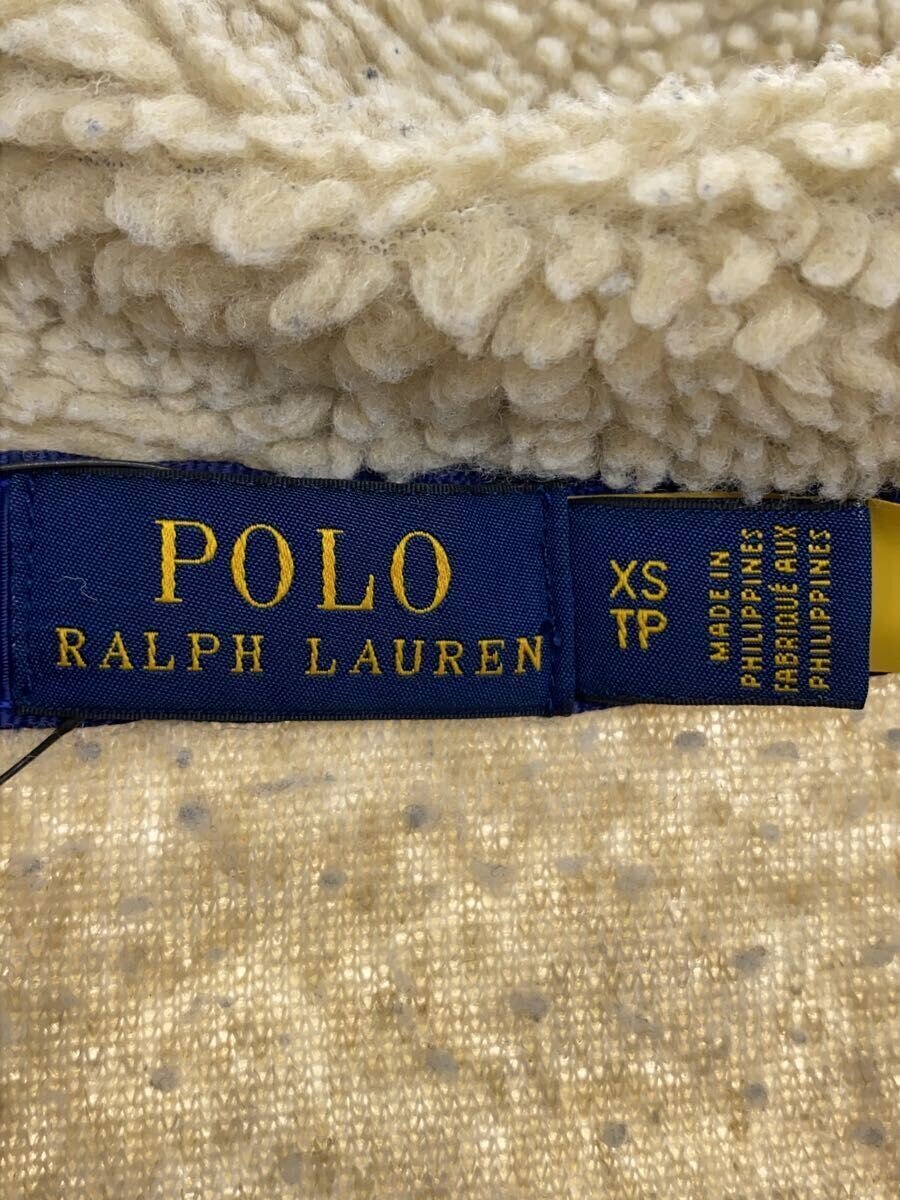 POLO
RALPH LAUREN
XS
TP
MADE IN
PHILIPPINES
FABRIQUÉ AUX
PHILIPPINES